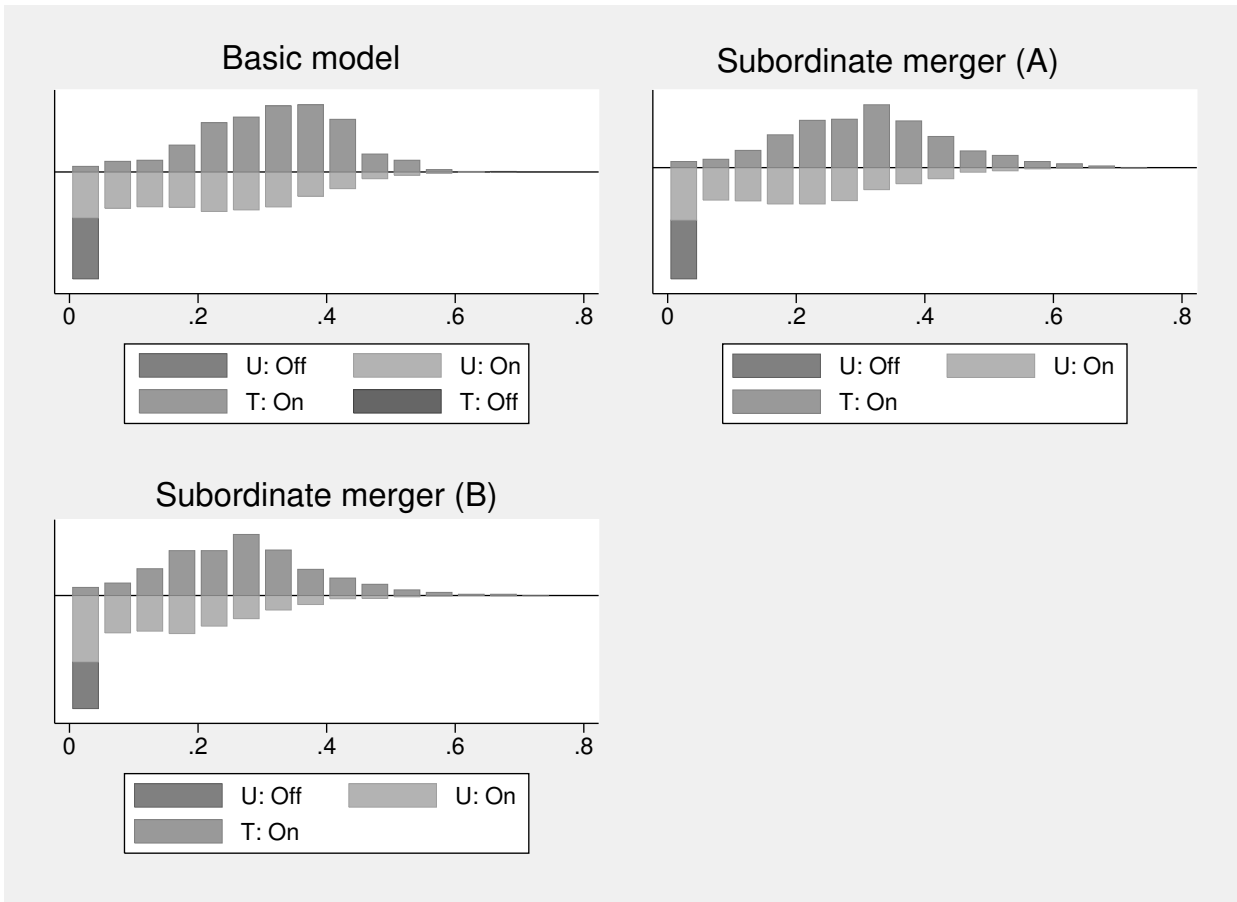 Basic model
0 .2 .4 .6 .8
U: Off U: On
T: On T: Off
Subordinate merger (A)
0 .2 .4 .6 .8
U: Off U: On
T: On
Subordinate merger (B)
0 .2 .4 .6 .8
U: Off U: On
T: On